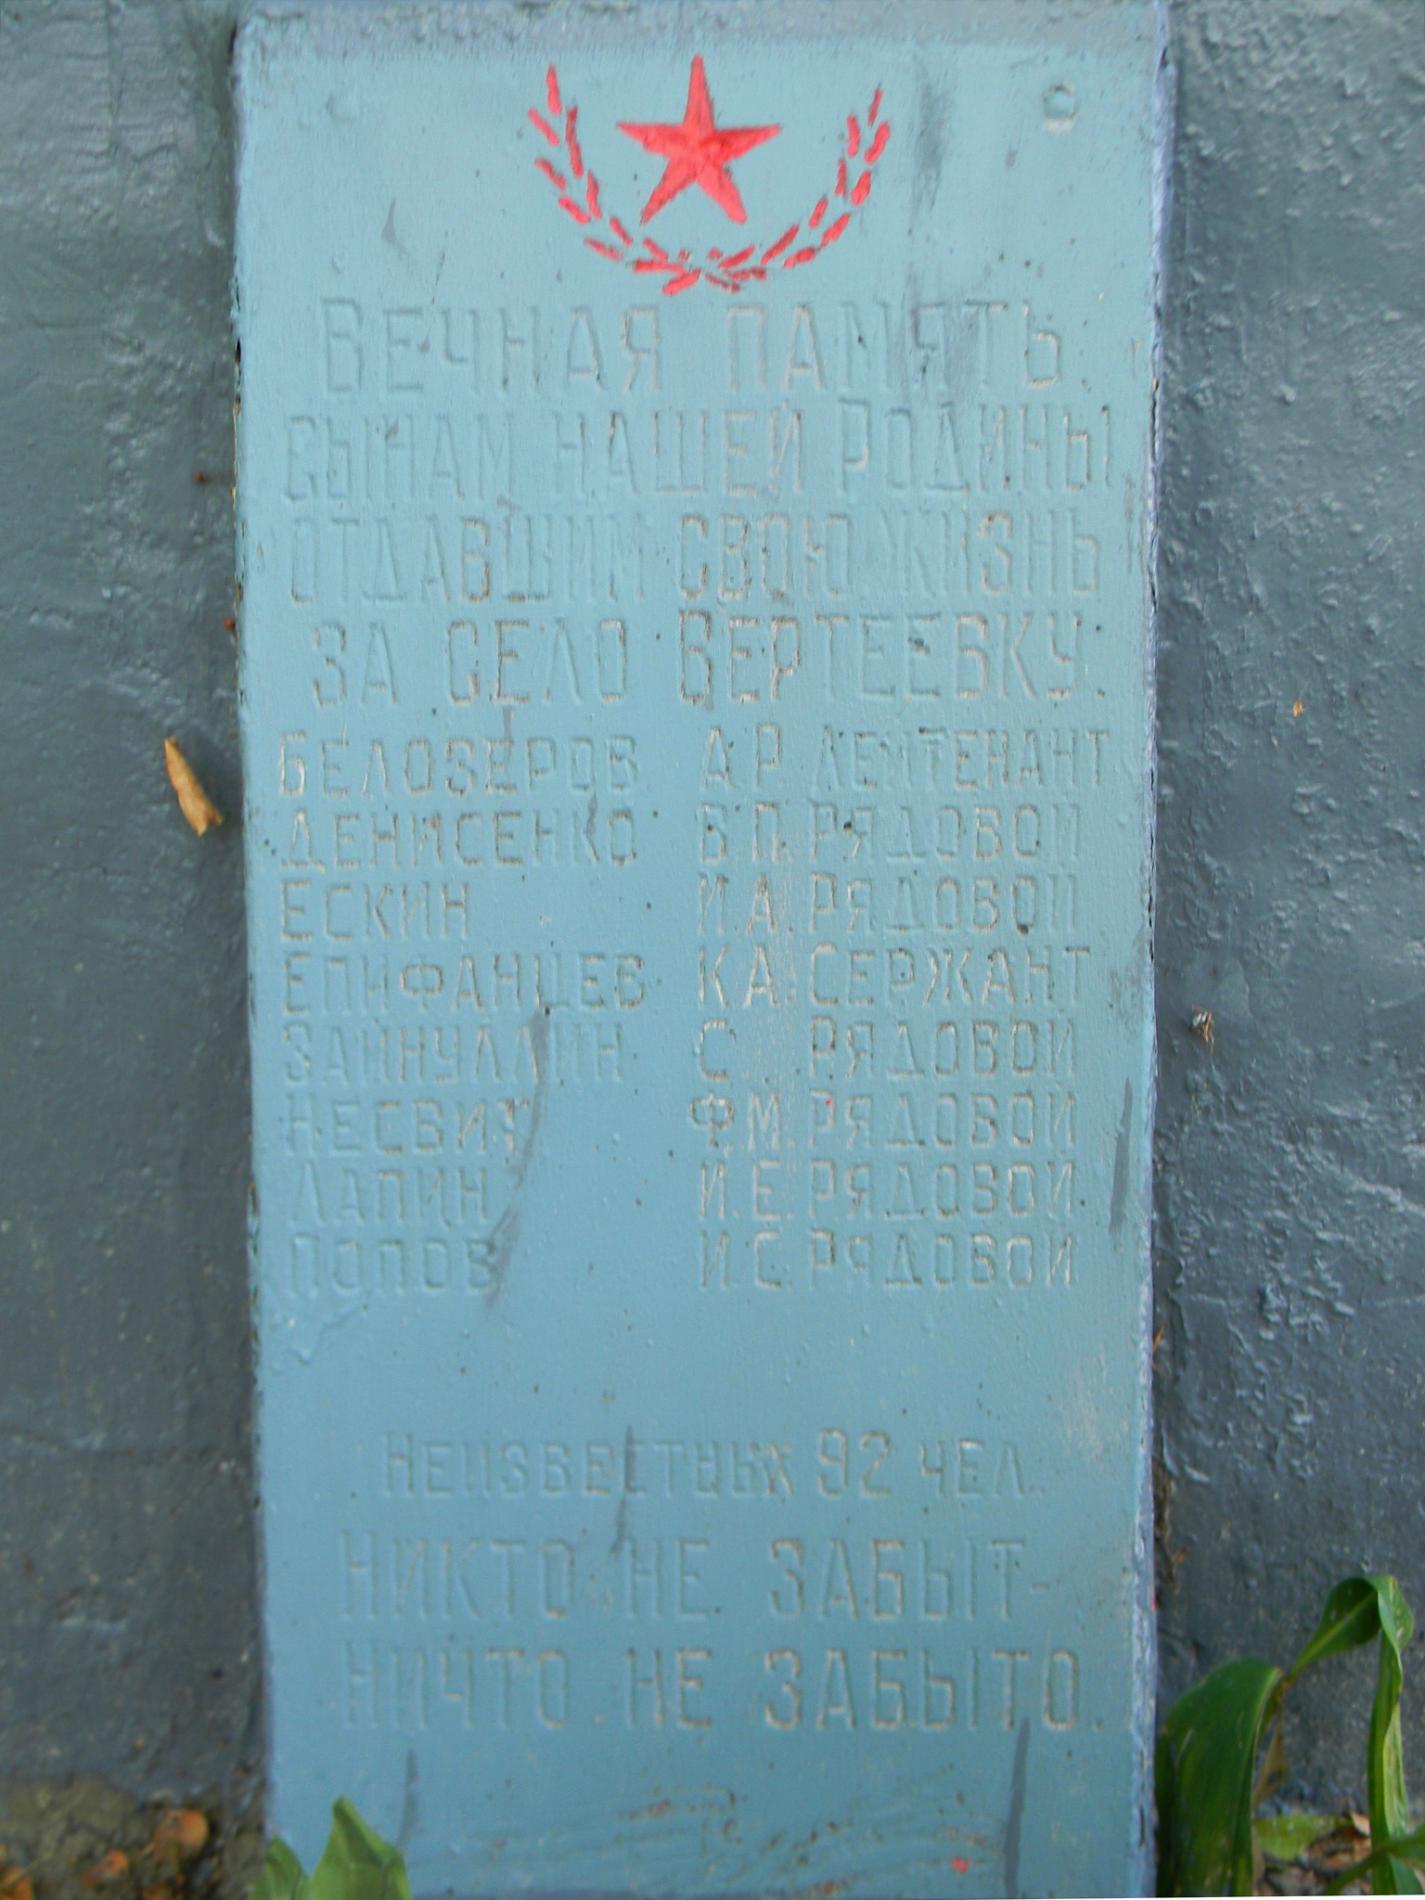 Вечная память
сынам нашей Родины
отдавшим свою жизнь
за село Вертеевку.
Белозеров А.Р. Лейтенант
Денисенко В.П. Рядовой
Ескин И.А. Рядовой
Епифанцев К.А. Сержант
Зайнуллин С. Рядовой
Несвит Ф.М. Рядовой
Лапин И.Е. Рядовой
Попов И.С. Рядовой
Неизвестных 92 чел.
Никто не забыт-
ничто не забыто.